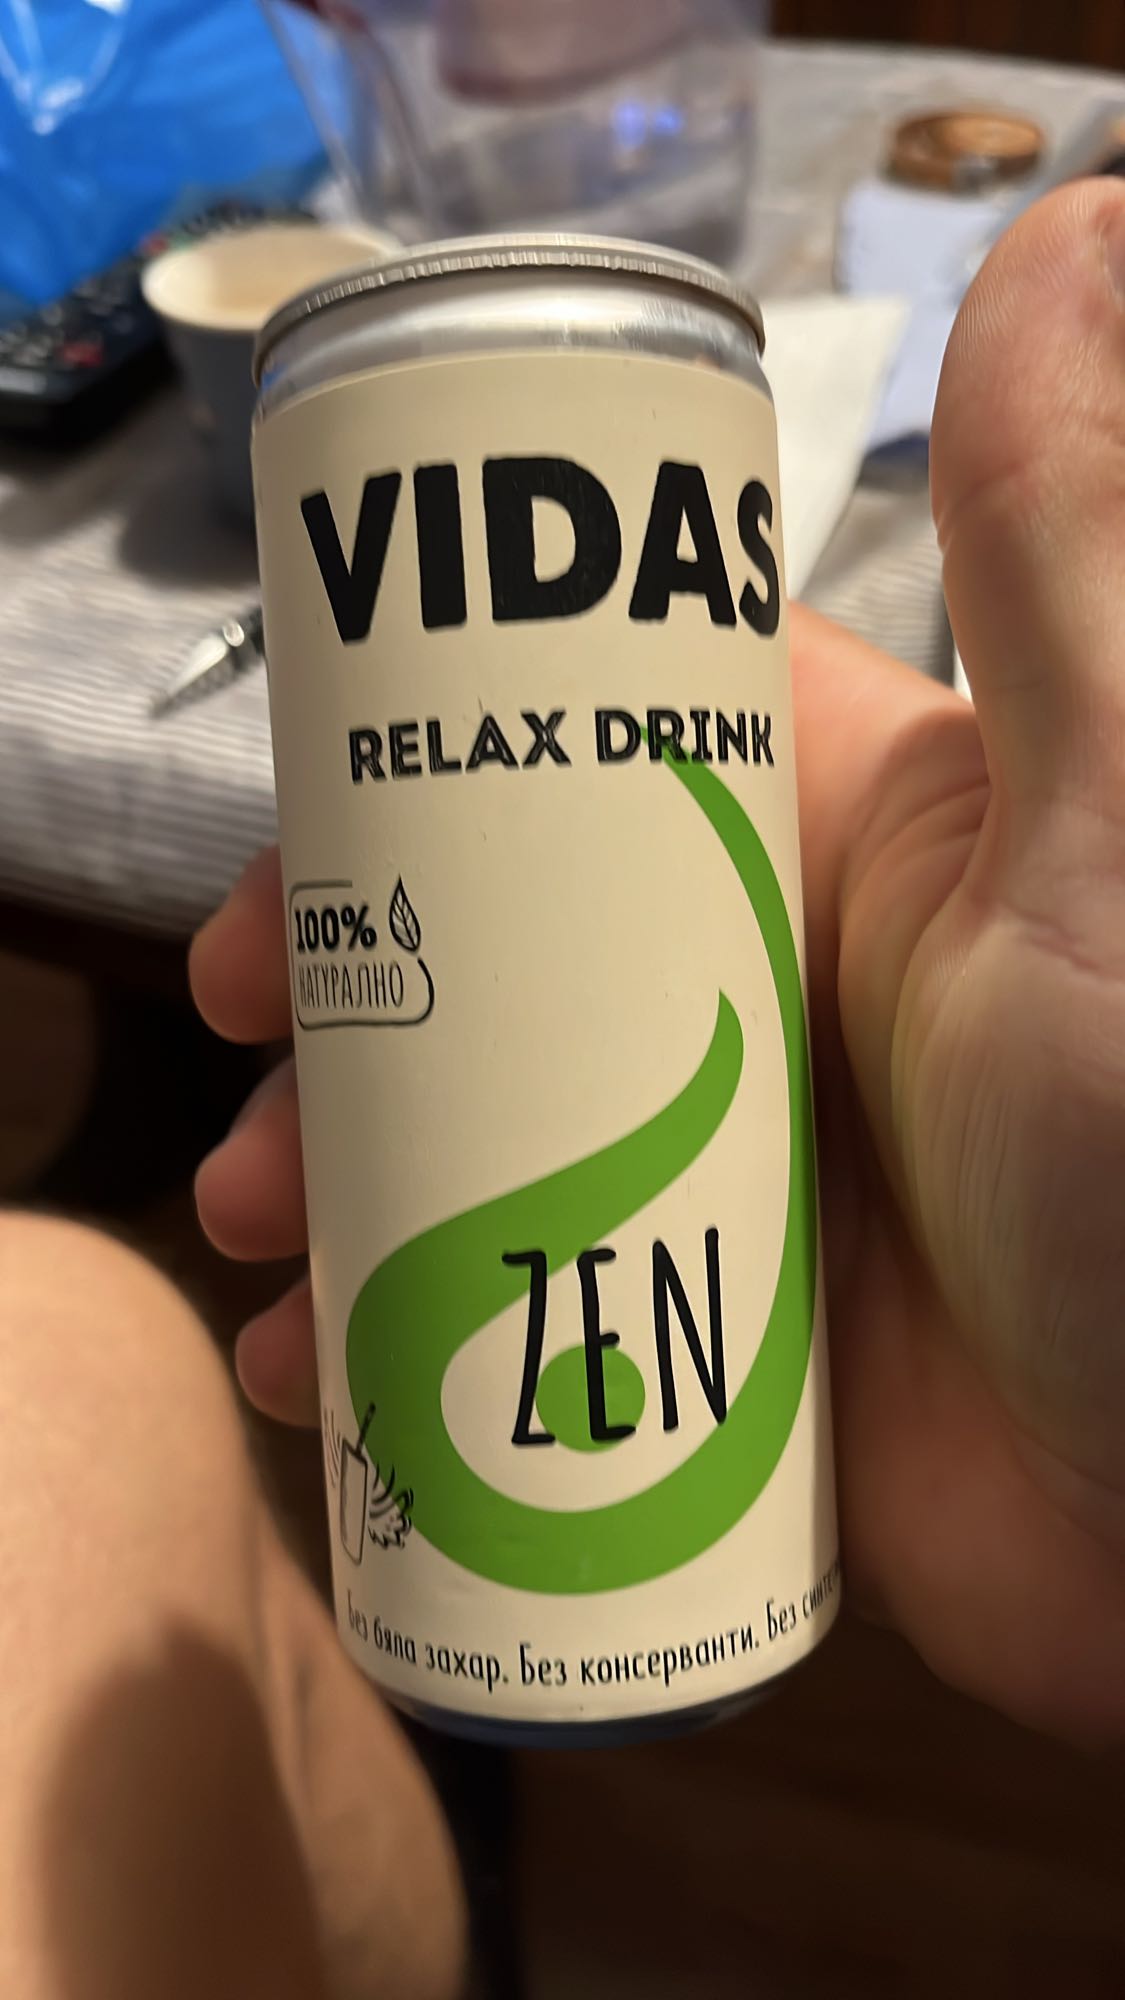 VIDAS
RELAX DRINK
100%
НАТУРАЛНО
ZEN
Без бяла захар. Без консерванти. Без